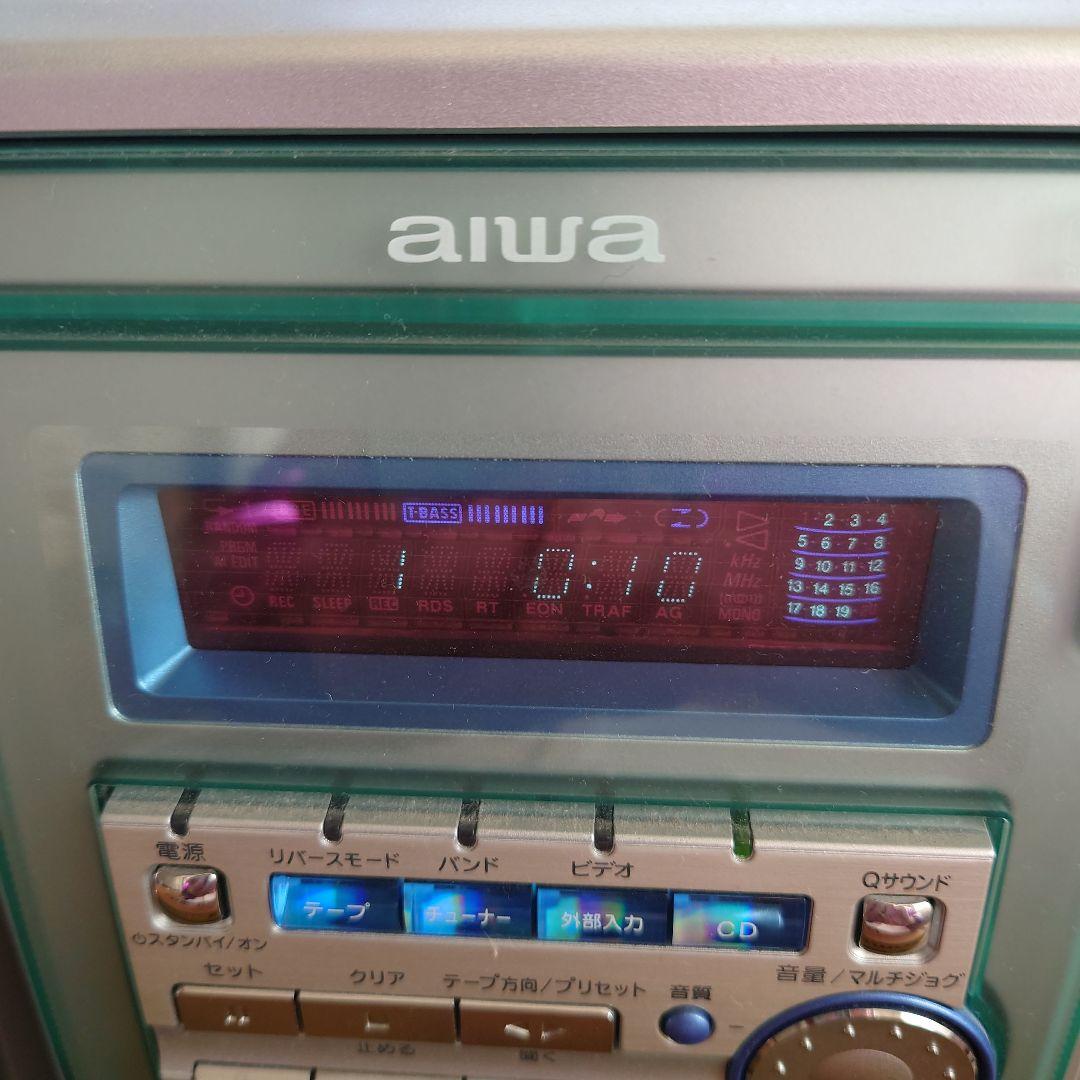 aiwa
T-BASS
2 3 4
RANDOM
PRGM
EDIT
1 0:10
kHz
MHz
5 6 7 8
9 10 11 12
13 14 15 16
17 18 19
REC SLEEP REC RDS RT EON TRAF AG MONO
電源
リバースモード バンド ビデオ
Qサウンド
テープ チューナー 外部入力 CD
スタンバイ/オン
セット クリア テープ方向/プリセット 音質 音量/マルチジョグ
止める 聞く